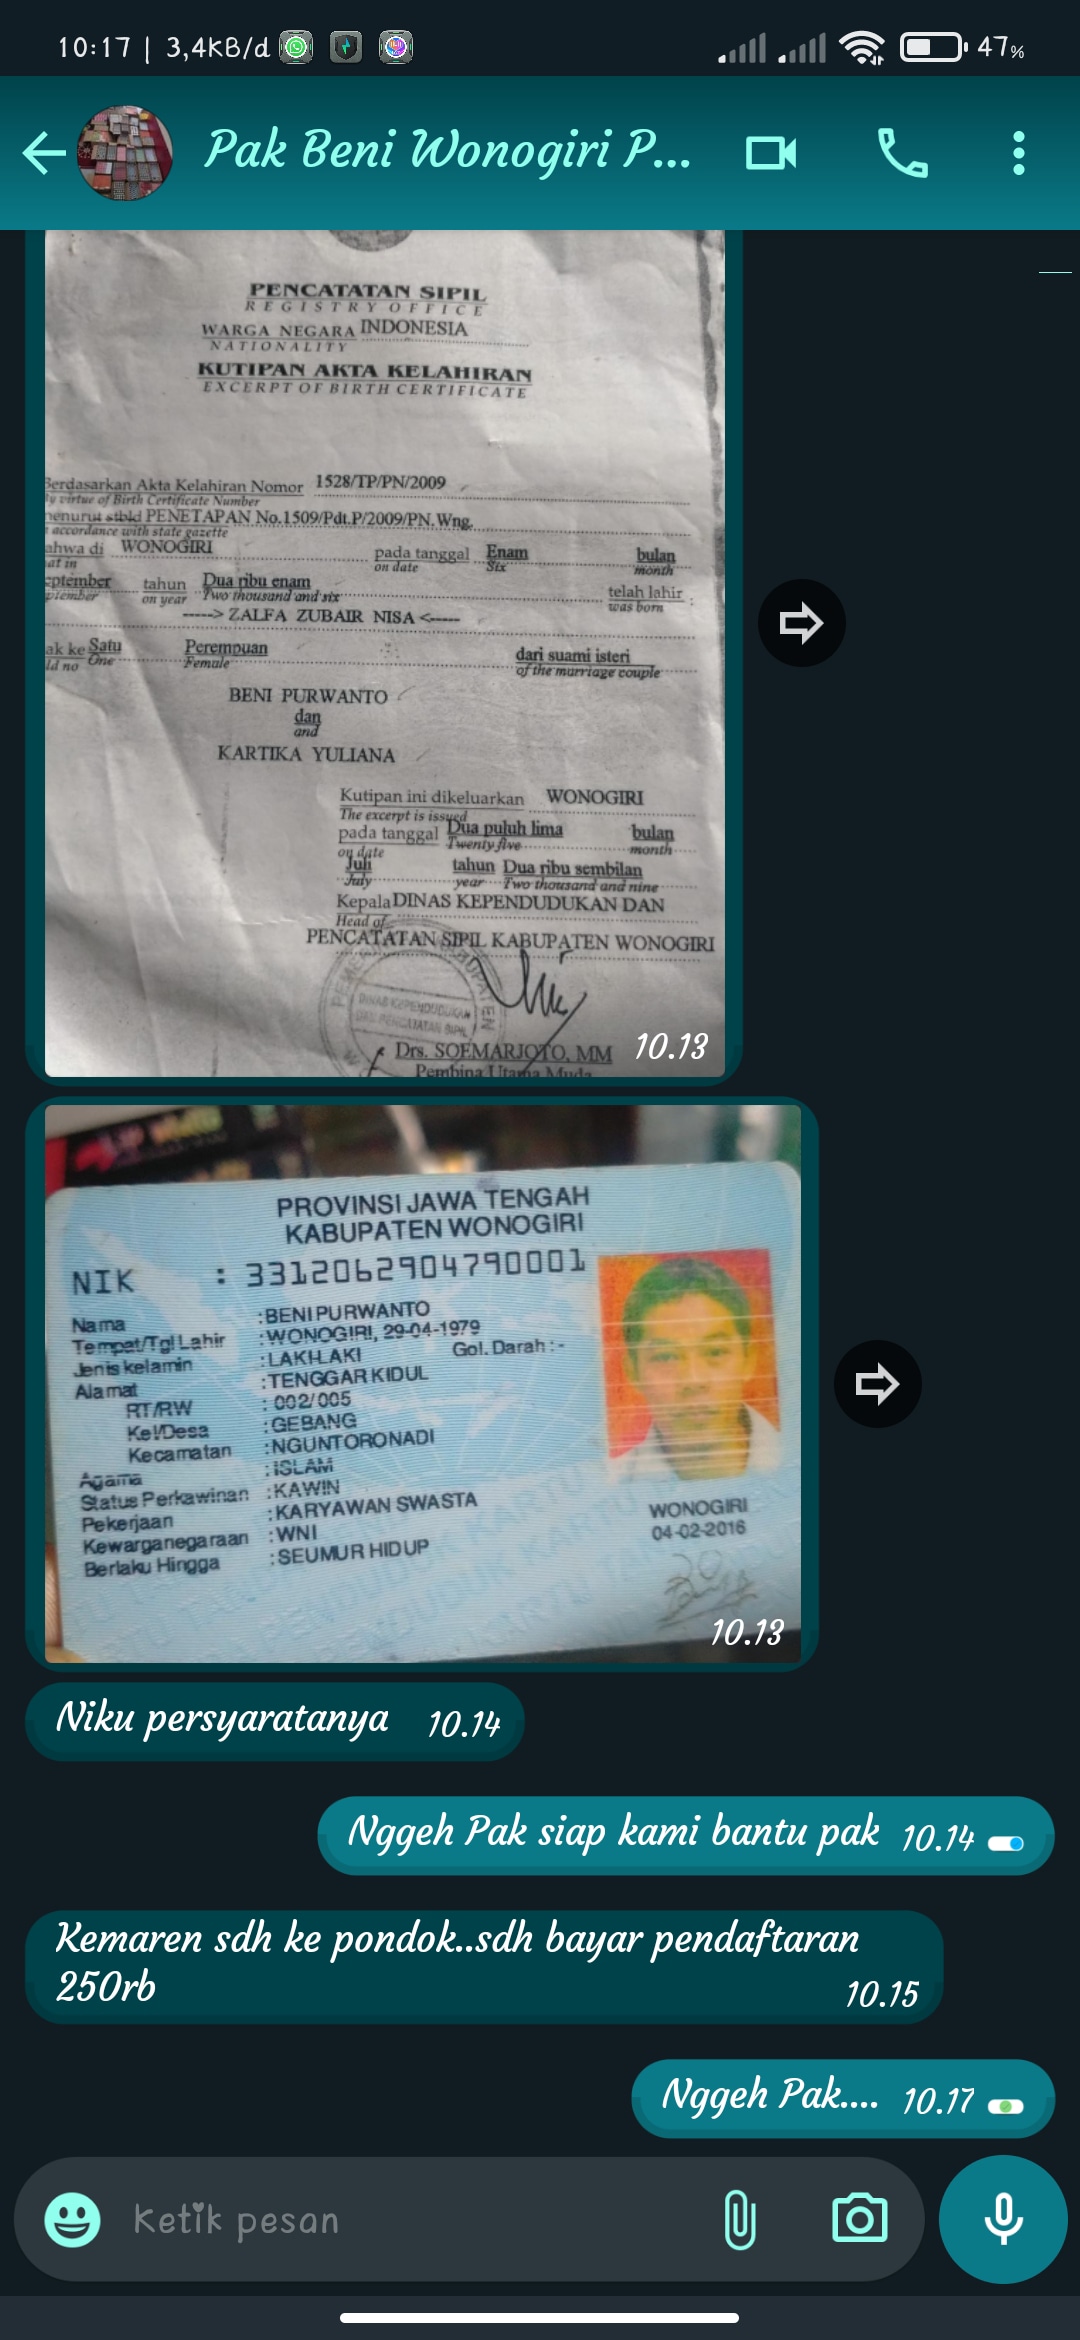 10:17 | 3,4KB/d
47%
Pak Beni Wonogiri P...
PENCATATAN SIPIL
REGISTRY OFFICE
WARGA NEGARA INDONESIA
NATIONALITY
KUTIPAN AKTA KELAHIRAN
EXCERPT OF BIRTH CERTIFICATE
Berdasarkan Akta Kelahiran Nomor 1528/TP/PN/2009
By virtue of Birth Certificate Number
menurut stbld PENETAPAN No.1509/Pdt.P/2009/PN.Wng.
accordance with state gazette
ahwa di WONOGIRI pada tanggal Enam bulan
at in on date Six month
eptember tahun Dua ribu enam telah lahir :
ptember on year Two thousand and six was born
-----> ZALFA ZUBAIR NISA <-----
ak ke Satu Perempuan dari suami isteri
ld no One Female of the marriage couple
BENI PURWANTO
dan
and
KARTIKA YULIANA
Kutipan ini dikeluarkan WONOGIRI
The excerpt is issued
pada tanggal Dua puluh lima bulan
on date Twenty five month
Juli tahun Dua ribu sembilan
July year Two thousand and nine
Kepala DINAS KEPENDUDUKAN DAN
Head of
PENCATATAN SIPIL KABUPATEN WONOGIRI
DINAS KEPENDUDUKAN
DAN PENCATATAN SIPIL
Drs. SOEMARJOTO, MM
Pembina Utama Muda
10.13
PROVINSI JAWA TENGAH
KABUPATEN WONOGIRI
NIK : 3312062904790001
Nama : BENI PURWANTO
Tempat/Tgl Lahir : WONOGIRI, 29-04-1979
Jenis kelamin : LAKI-LAKI Gol. Darah : -
Alamat : TENGGAR KIDUL
RT/RW : 002/005
Kel/Desa : GEBANG
Kecamatan : NGUNTORONADI
Agama : ISLAM
Status Perkawinan : KAWIN
Pekerjaan : KARYAWAN SWASTA
Kewarganegaraan : WNI
Berlaku Hingga : SEUMUR HIDUP
WONOGIRI
04-02-2016
10.13
Niku persyaratanya 10.14
Nggeh Pak siap kami bantu pak 10.14
Kemaren sdh ke pondok..sdh bayar pendaftaran
250rb 10.15
Nggeh Pak.... 10.17
Ketik pesan